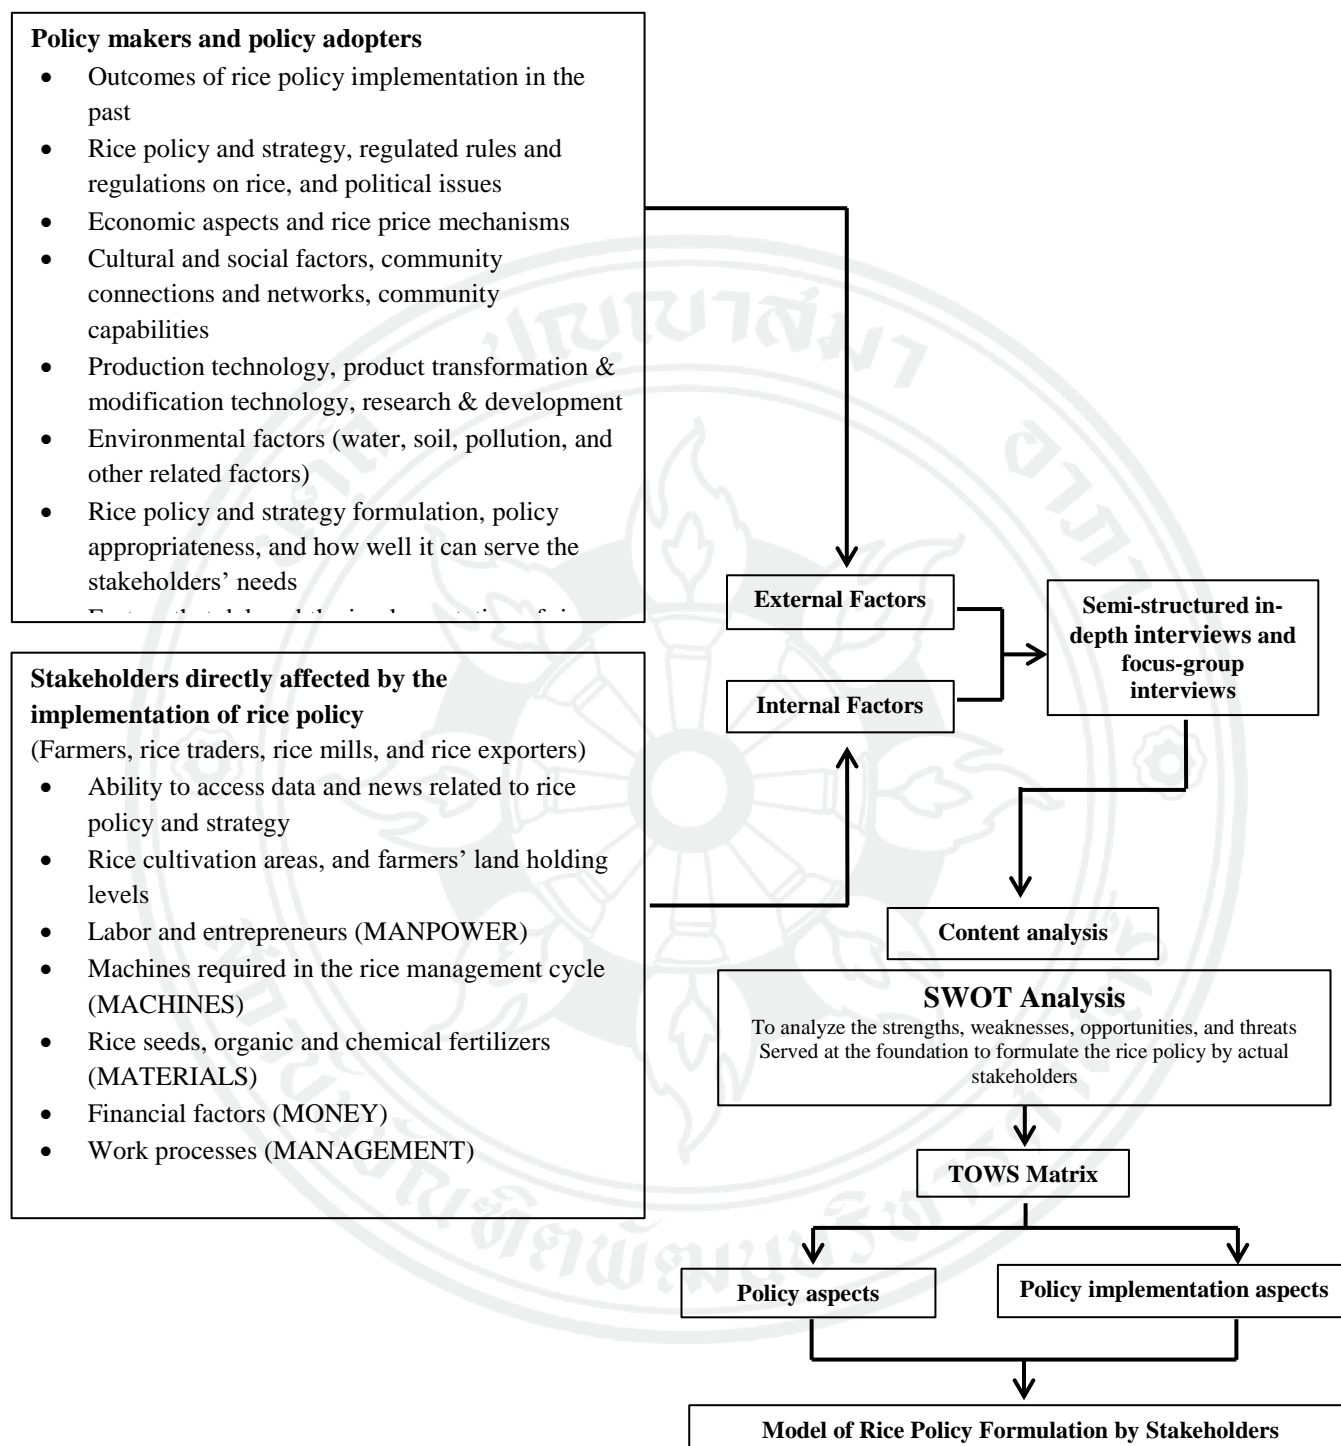 Policy makers and policy adopters
• Outcomes of rice policy implementation in the
past
• Rice policy and strategy, regulated rules and
regulations on rice, and political issues
• Economic aspects and rice price mechanisms
• Cultural and social factors, community
connections and networks, community
capabilities
• Production technology, product transformation &
modification technology, research & development
• Environmental factors (water, soil, pollution, and
other related factors)
• Rice policy and strategy formulation, policy
appropriateness, and how well it can serve the
stakeholders’ needs
Stakeholders directly affected by the
implementation of rice policy
(Farmers, rice traders, rice mills, and rice exporters)
• Ability to access data and news related to rice
policy and strategy
• Rice cultivation areas, and farmers’ land holding
levels
• Labor and entrepreneurs (MANPOWER)
• Machines required in the rice management cycle
(MACHINES)
• Rice seeds, organic and chemical fertilizers
(MATERIALS)
• Financial factors (MONEY)
• Work processes (MANAGEMENT)
External Factors
Internal Factors
Semi-structured in-
depth interviews and
focus-group
interviews
Content analysis
SWOT Analysis
To analyze the strengths, weaknesses, opportunities, and threats
Served at the foundation to formulate the rice policy by actual
stakeholders
TOWS Matrix
Policy aspects
Policy implementation aspects
Model of Rice Policy Formulation by Stakeholders